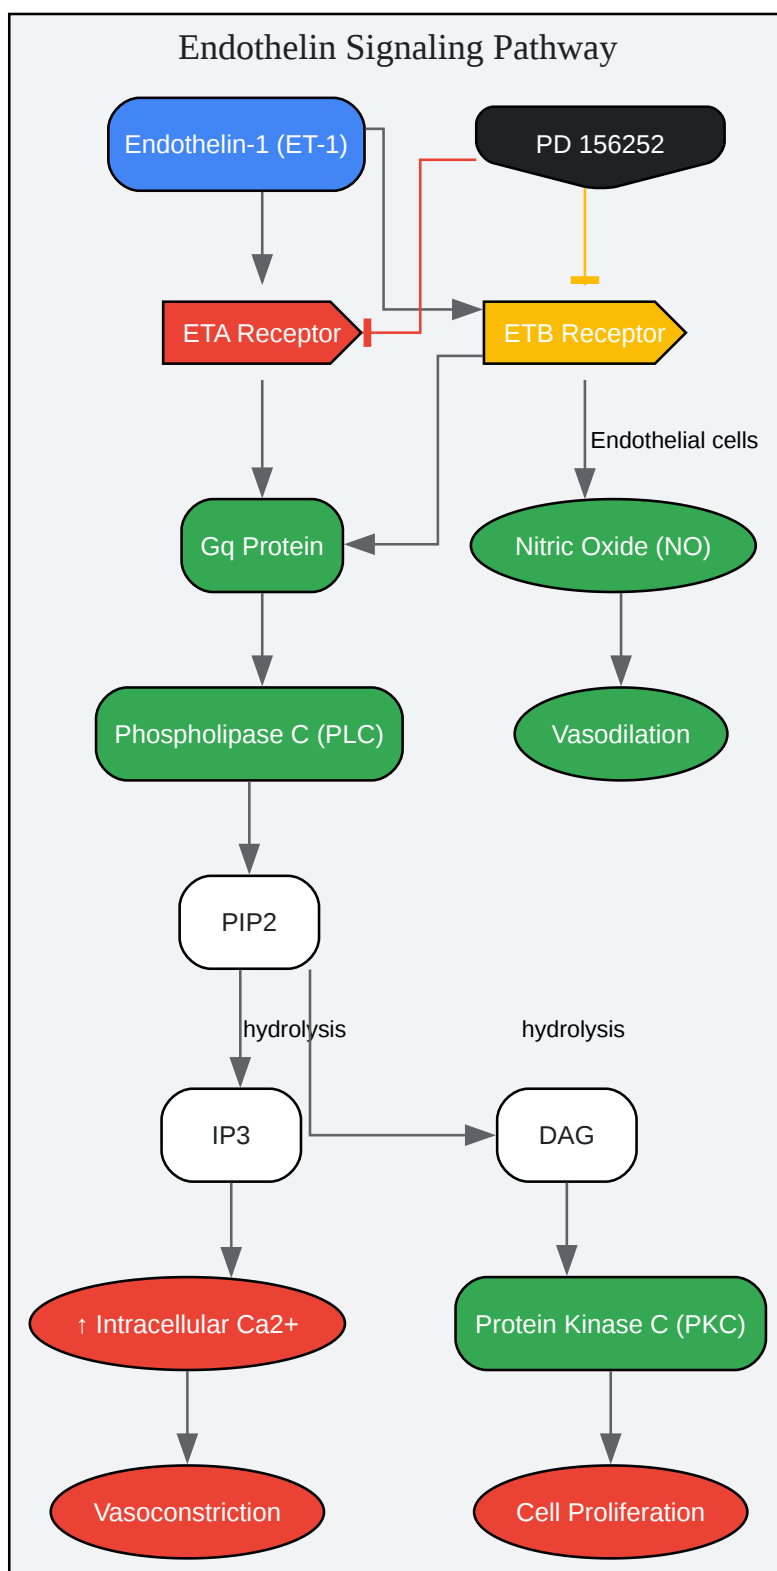 Endothelin Signaling Pathway
Endothelin-1 (ET-1)
PD 156252
ETA Receptor
ETB Receptor
Endothelial cells
Gq Protein
Nitric Oxide (NO)
Phospholipase C (PLC)
Vasodilation
PIP2
hydrolysis
hydrolysis
IP3
DAG
↑ Intracellular Ca2+
Protein Kinase C (PKC)
Vasoconstriction
Cell Proliferation